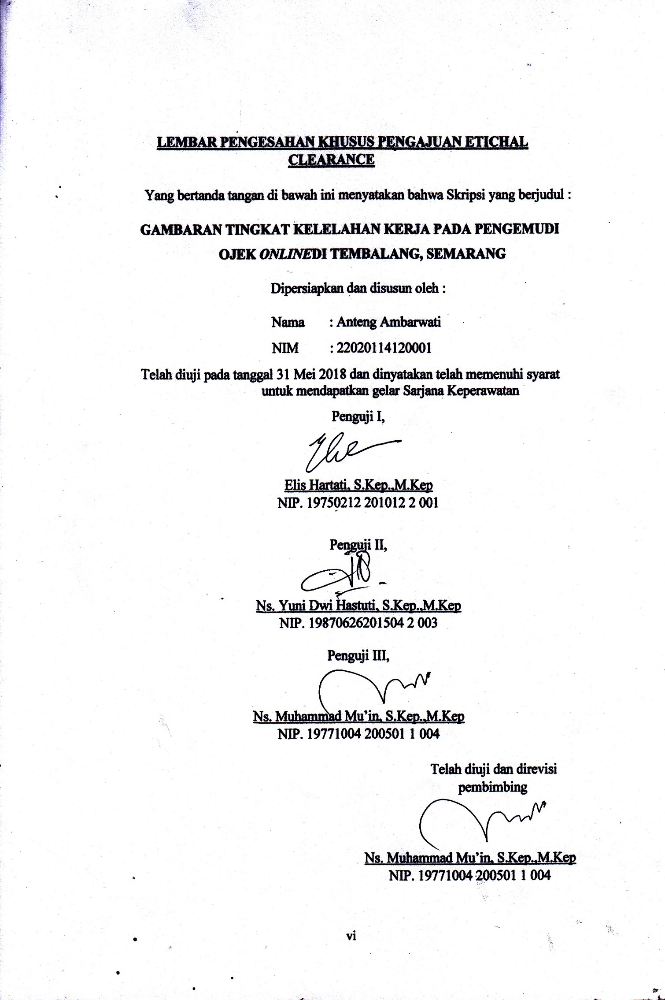 LEMBAR PENGESAHAN KHUSUS PENGAJUAN ETICHAL
CLEARANCE
Yang bertanda tangan di bawah ini menyatakan bahwa Skripsi yang berjudul :
GAMBARAN TINGKAT KELELAHAN KERJA PADA PENGEMUDI
OJEK ONLINEDI TEMBALANG, SEMARANG
Dipersiapkan dan disusun oleh :
Nama : Anteng Ambarwati
NIM : 22020114120001
Telah diuji pada tanggal 31 Mei 2018 dan dinyatakan telah memenuhi syarat
untuk mendapatkan gelar Sarjana Keperawatan
Penguji I,
Elis Hartati, S.Kep.,M.Kep
NIP. 19750212 201012 2 001
Penguji II,
Ns. Yuni Dwi Hastuti, S.Kep.,M.Kep
NIP. 19870626201504 2 003
Penguji III,
Ns. Muhammad Mu'in, S.Kep.,M.Kep
NIP. 19771004 200501 1 004
Telah diuji dan direvisi
pembimbing
Ns. Muhammad Mu'in, S.Kep.,M.Kep
NIP. 19771004 200501 1 004
vi